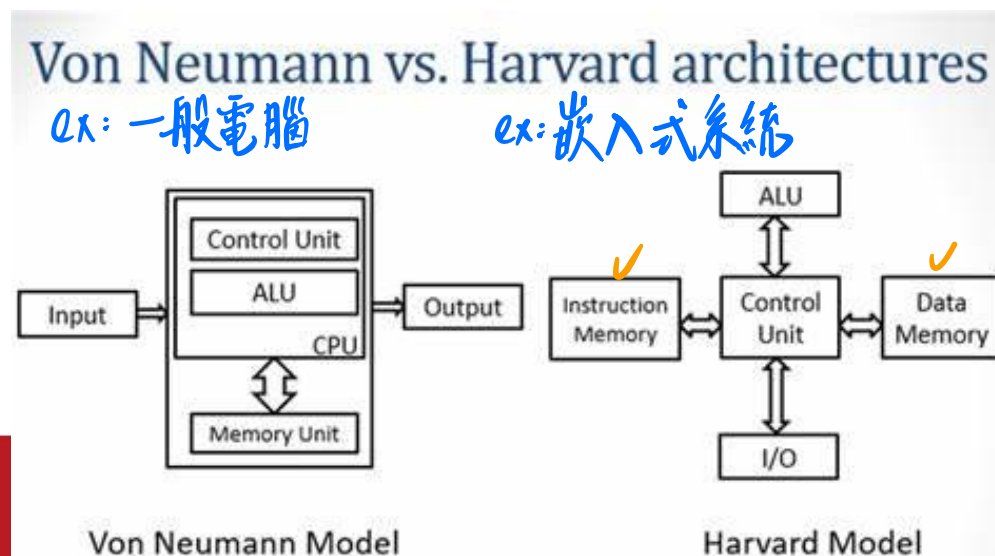 Von Neumann vs. Harvard architectures
ex:一般電腦
ex:嵌入式系統
Input
Control Unit
ALU
CPU
Memory Unit
Output
Von Neumann Model
ALU
Instruction
Memory
Control
Unit
Data
Memory
I/O
Harvard Model